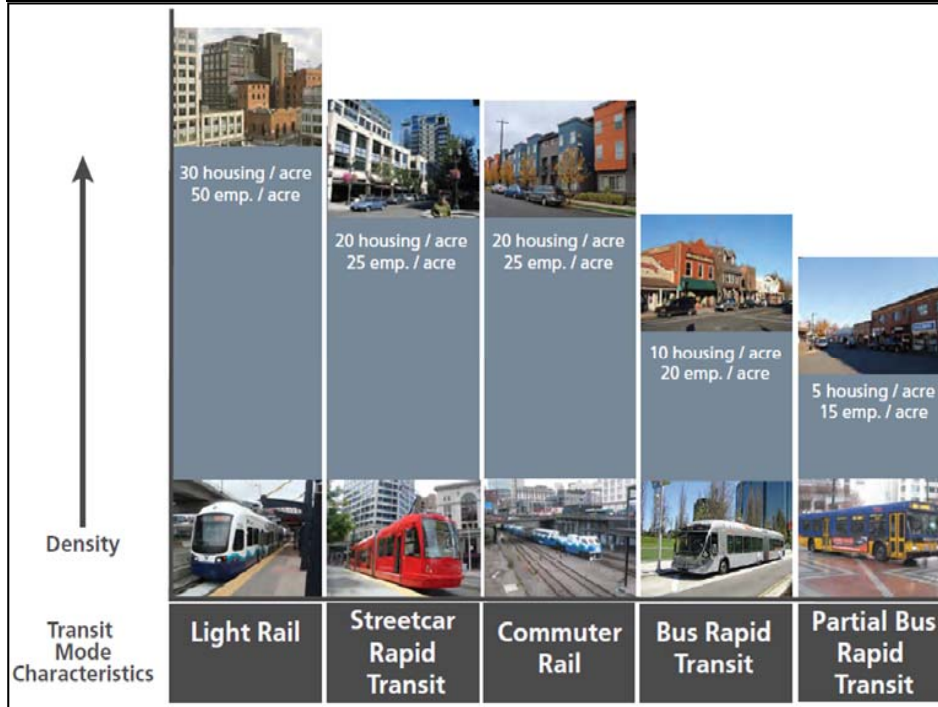 30 housing / acre
50 emp. / acre
20 housing / acre
25 emp. / acre
20 housing / acre
25 emp. / acre
10 housing / acre
20 emp. / acre
5 housing / acre
15 emp. / acre
Density
Transit
Mode
Characteristics
Light Rail
Streetcar
Rapid
Transit
Commuter
Rail
Bus Rapid
Transit
Partial Bus
Rapid
Transit